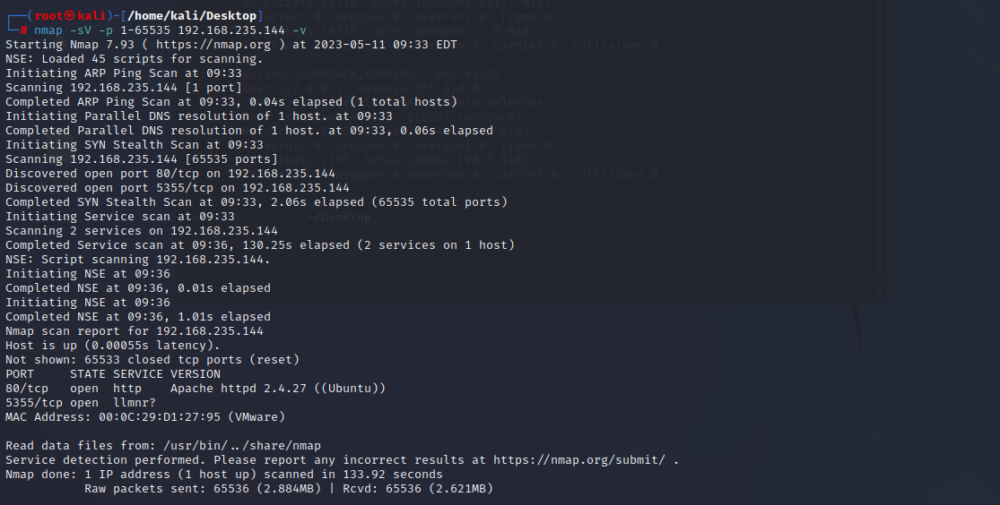 ┌──(root㉿kali)-[/home/kali/Desktop]
└─# nmap -sV -p 1-65535 192.168.235.144 -v
Starting Nmap 7.93 ( https://nmap.org ) at 2023-05-11 09:33 EDT
NSE: Loaded 45 scripts for scanning.
Initiating ARP Ping Scan at 09:33
Scanning 192.168.235.144 [1 port]
Completed ARP Ping Scan at 09:33, 0.04s elapsed (1 total hosts)
Initiating Parallel DNS resolution of 1 host. at 09:33
Completed Parallel DNS resolution of 1 host. at 09:33, 0.06s elapsed
Initiating SYN Stealth Scan at 09:33
Scanning 192.168.235.144 [65535 ports]
Discovered open port 80/tcp on 192.168.235.144
Discovered open port 5355/tcp on 192.168.235.144
Completed SYN Stealth Scan at 09:33, 2.06s elapsed (65535 total ports)
Initiating Service scan at 09:33
Scanning 2 services on 192.168.235.144
Completed Service scan at 09:36, 130.25s elapsed (2 services on 1 host)
NSE: Script scanning 192.168.235.144.
Initiating NSE at 09:36
Completed NSE at 09:36, 0.01s elapsed
Initiating NSE at 09:36
Completed NSE at 09:36, 1.01s elapsed
Nmap scan report for 192.168.235.144
Host is up (0.00055s latency).
Not shown: 65533 closed tcp ports (reset)
PORT     STATE SERVICE VERSION
80/tcp   open  http    Apache httpd 2.4.27 ((Ubuntu))
5355/tcp open  llmnr?
MAC Address: 00:0C:29:D1:27:95 (VMware)
Read data files from: /usr/bin/../share/nmap
Service detection performed. Please report any incorrect results at https://nmap.org/submit/ .
Nmap done: 1 IP address (1 host up) scanned in 133.92 seconds
           Raw packets sent: 65536 (2.884MB) | Rcvd: 65536 (2.621MB)